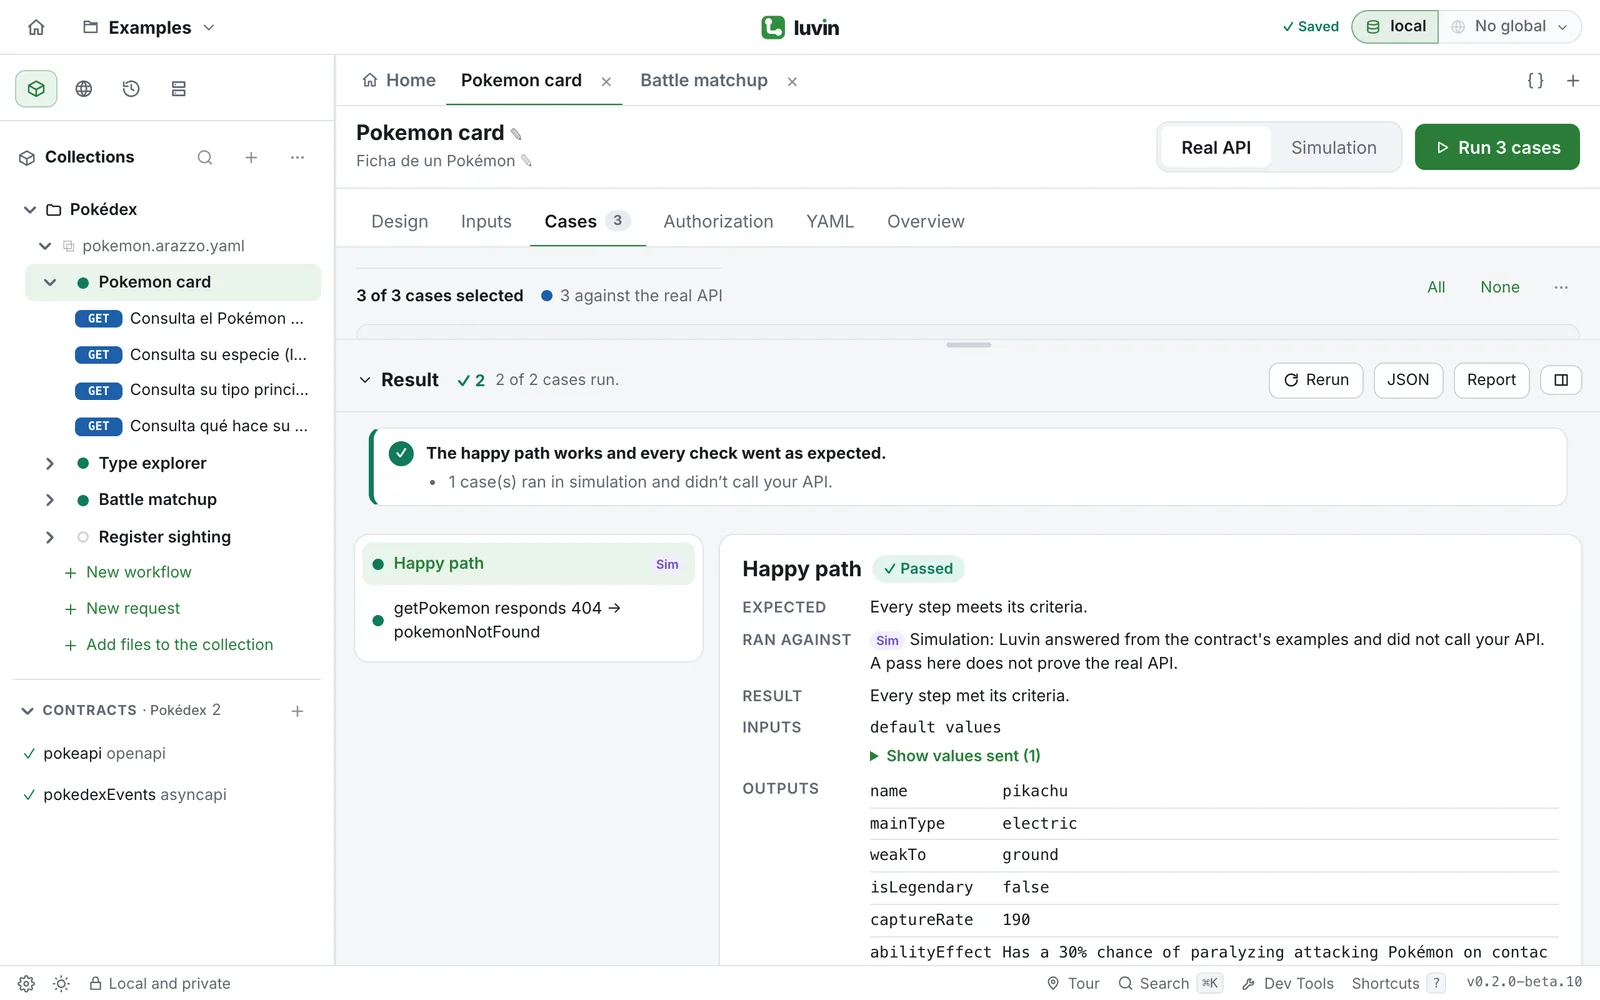 Examples
luvin
Saved
local
No global
Home
Pokemon card
Battle matchup
{}
Collections
Pokédex
pokemon.arazzo.yaml
Pokemon card
GET Consulta el Pokémon ...
GET Consulta su especie (l...
GET Consulta su tipo princi...
GET Consulta qué hace su ...
Type explorer
Battle matchup
Register sighting
+ New workflow
+ New request
+ Add files to the collection
CONTRACTS · Pokédex 2
pokeapi openapi
pokedexEvents asyncapi
Pokemon card
Ficha de un Pokémon
Real API
Simulation
Run 3 cases
Design
Inputs
Cases 3
Authorization
YAML
Overview
3 of 3 cases selected
3 against the real API
All
None
Result
2 2 of 2 cases run.
Rerun
JSON
Report
The happy path works and every check went as expected.
• 1 case(s) ran in simulation and didn’t call your API.
Happy path
Sim
getPokemon responds 404 →
pokemonNotFound
Happy path
Passed
EXPECTED Every step meets its criteria.
RAN AGAINST Sim Simulation: Luvin answered from the contract's examples and did not call your API.
A pass here does not prove the real API.
RESULT Every step met its criteria.
INPUTS default values
Show values sent (1)
OUTPUTS name pikachu
mainType electric
weakTo ground
isLegendary false
captureRate 190
abilityEffect Has a 30% chance of paralyzing attacking Pokémon on contac
Local and private
Tour
Search ⌘K
Dev Tools
Shortcuts ?
v0.2.0-beta.10